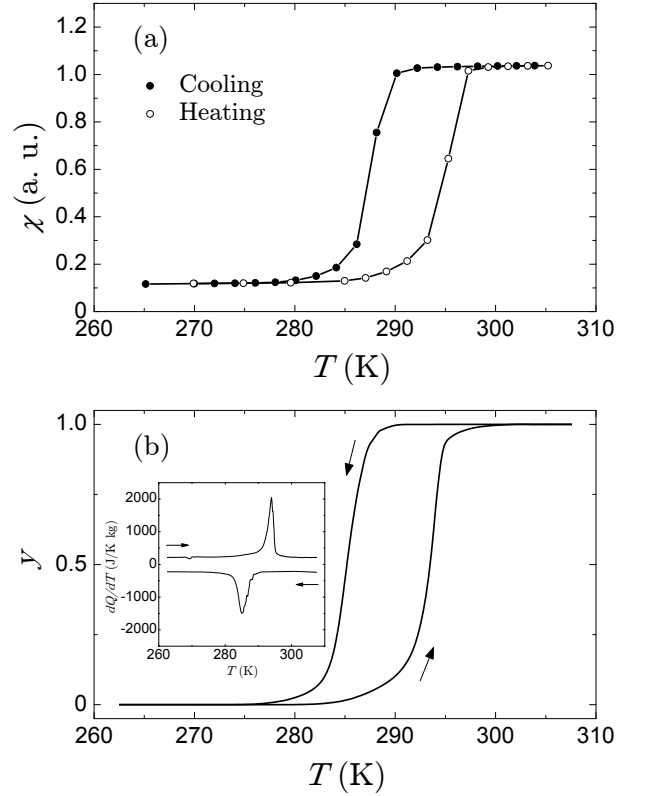 1.2
(a)
1.0
Cooling
0.8
Heating
χ (a. u.)
0.6
0.4
0.2
0
260 270 280 290 300 310
T (K)
1.0
(b)
2000
1000
0
-1000
-2000
dQ/dT (J/K kg)
260 280 300
T (K)
y
0.5
0
260 270 280 290 300 310
T (K)